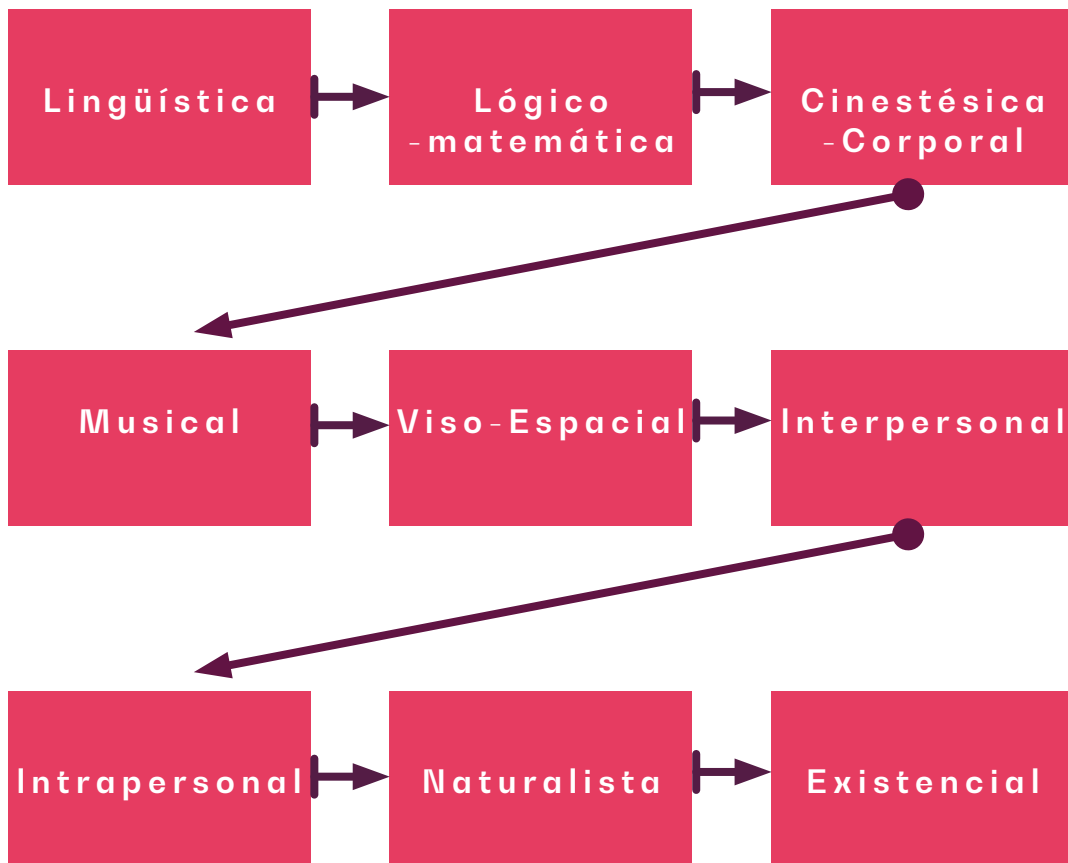 Lingüística
Lógico
-matemática
Cinestésica
-Corporal
Musical
Viso-Espacial
Interpersonal
Intrapersonal
Naturalista
Existencial